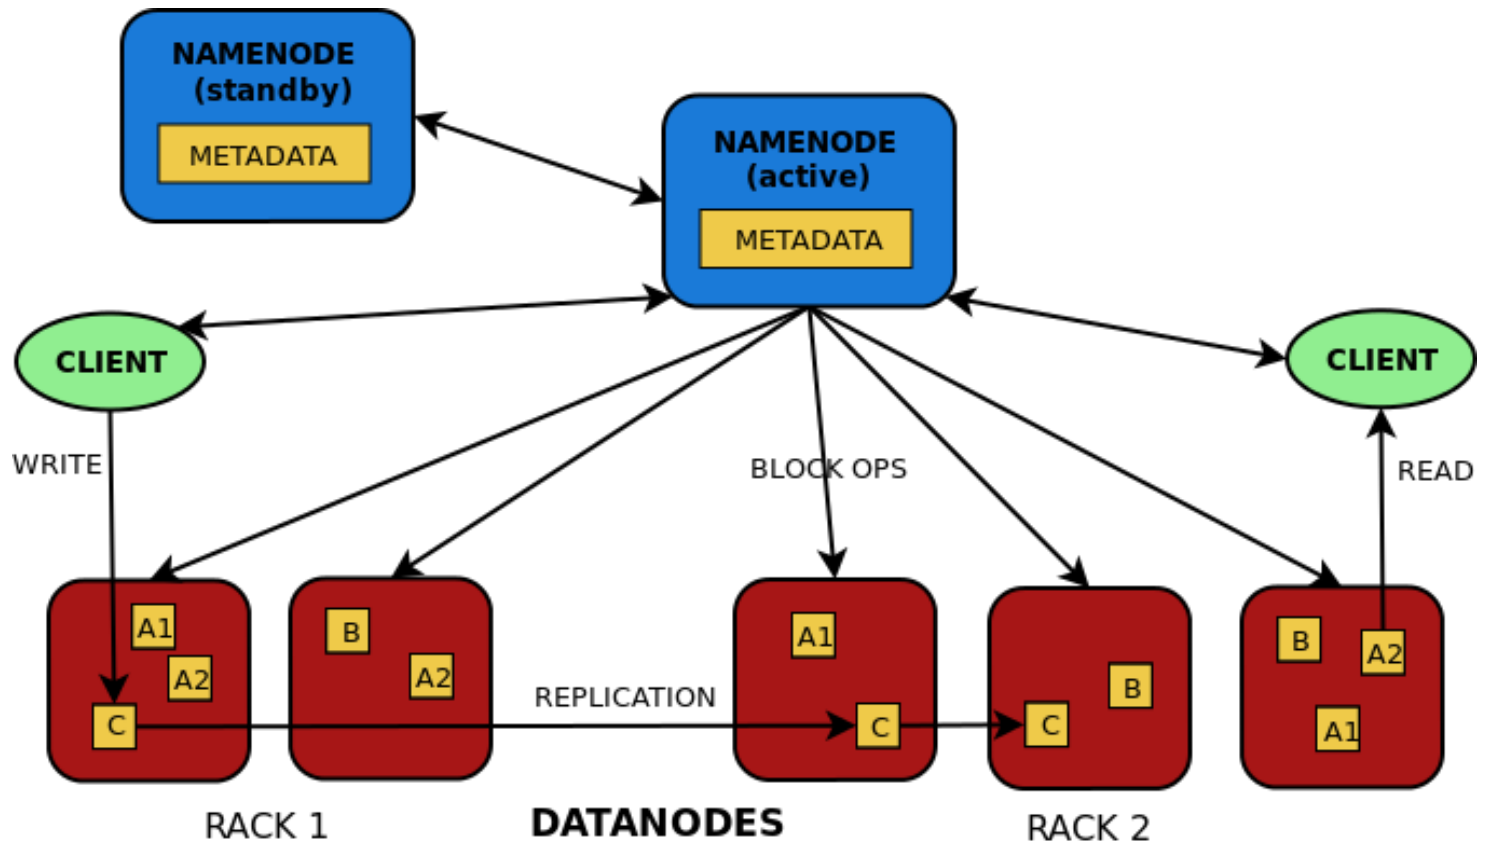 NAMENODE
(standby)
METADATA
NAMENODE
(active)
METADATA
CLIENT
CLIENT
WRITE
BLOCK OPS
READ
A1
A2
C
B
A2
REPLICATION
A1
C
B
C
B
A2
A1
RACK 1
DATANODES
RACK 2